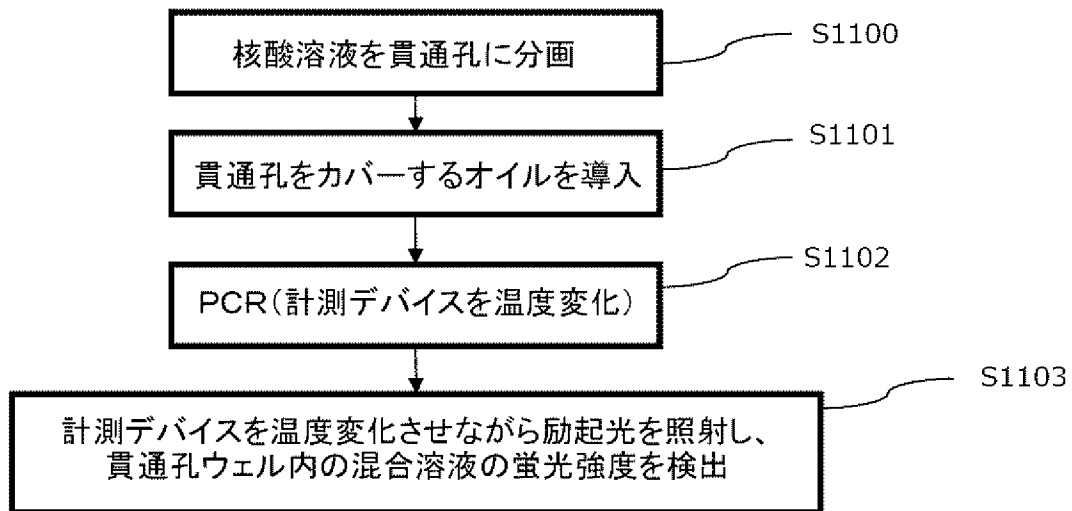 核酸溶液を貫通孔に分画
S1100
貫通孔をカバーするオイルを導入
S1101
PCR(計測デバイスを温度変化)
S1102
計測デバイスを温度変化させながら励起光を照射し、
貫通孔ウェル内の混合溶液の蛍光強度を検出
S1103